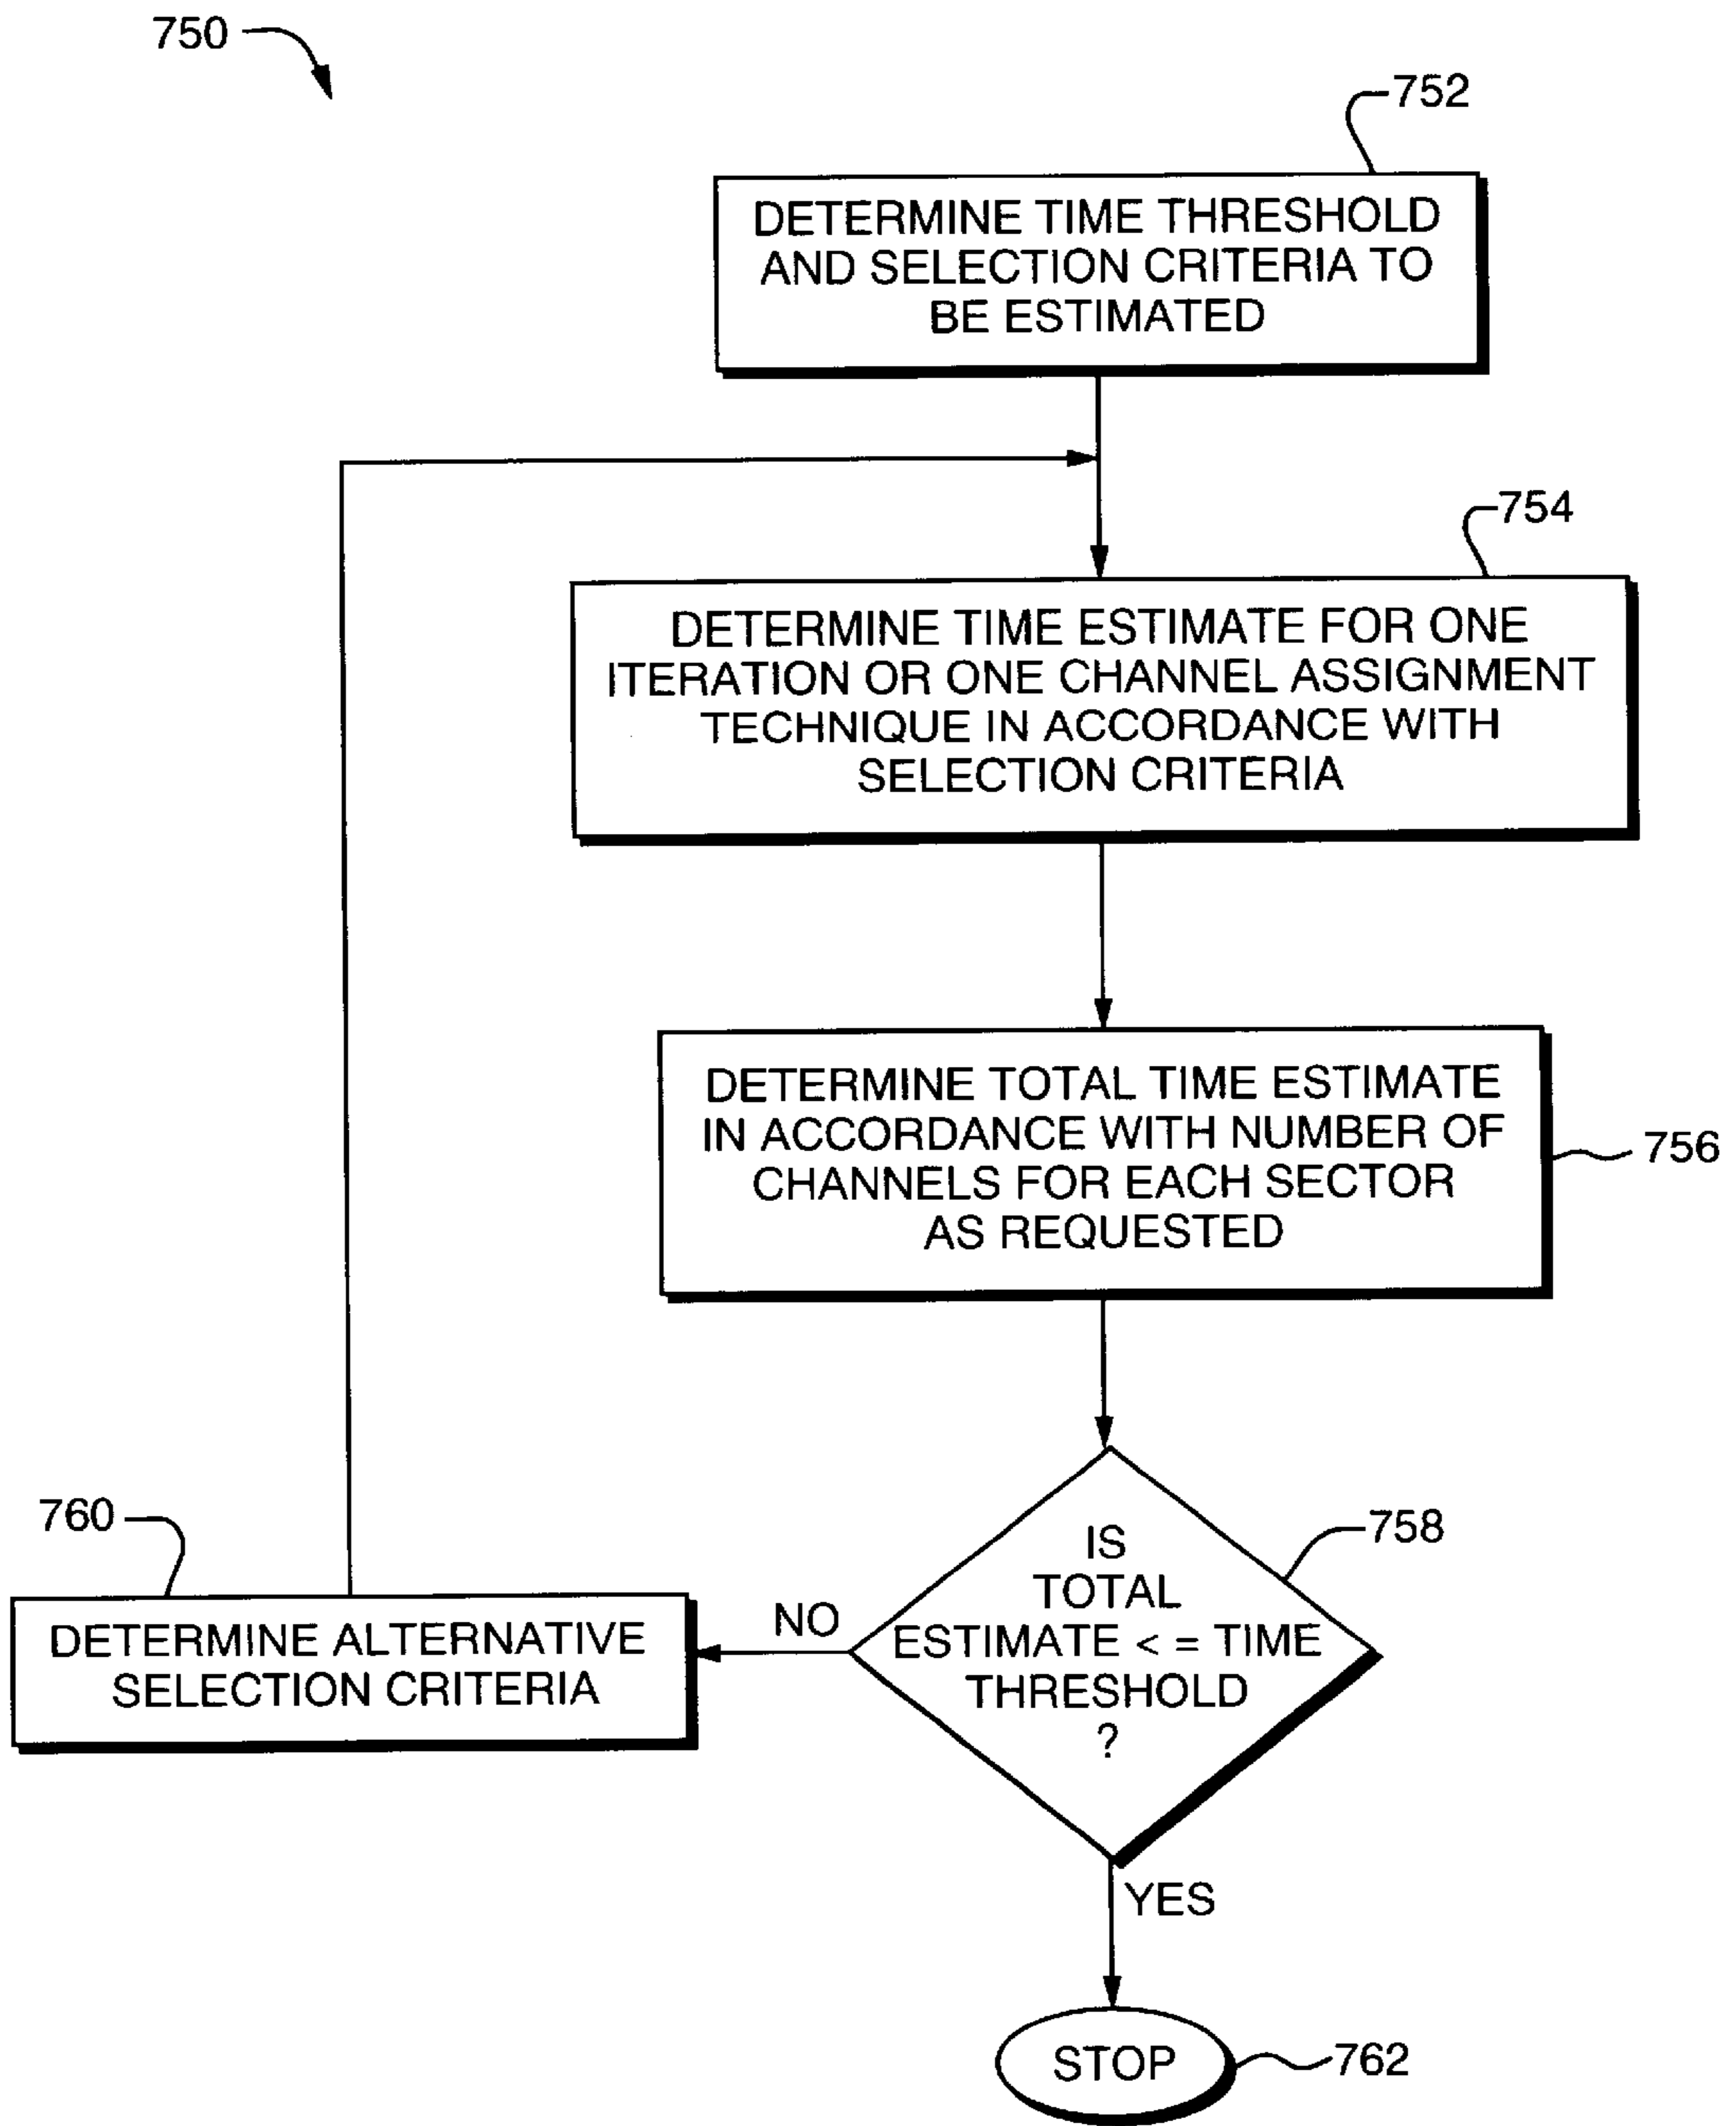 750
752
DETERMINE TIME THRESHOLD
AND SELECTION CRITERIA TO
BE ESTIMATED
754
DETERMINE TIME ESTIMATE FOR ONE
ITERATION OR ONE CHANNEL ASSIGNMENT
TECHNIQUE IN ACCORDANCE WITH
SELECTION CRITERIA
DETERMINE TOTAL TIME ESTIMATE
IN ACCORDANCE WITH NUMBER OF
CHANNELS FOR EACH SECTOR
AS REQUESTED
756
758
IS
TOTAL
ESTIMATE < = TIME
THRESHOLD
?
NO
760
DETERMINE ALTERNATIVE
SELECTION CRITERIA
YES
STOP
762